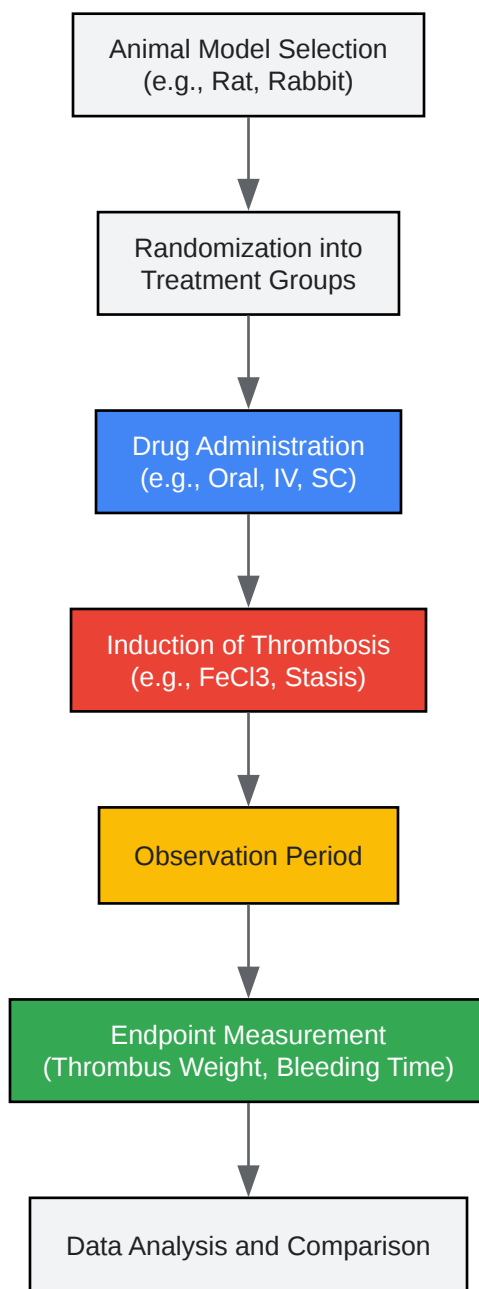 Animal Model Selection
(e.g., Rat, Rabbit)
Randomization into
Treatment Groups
Drug Administration
(e.g., Oral, IV, SC)
Induction of Thrombosis
(e.g., FeCl3, Stasis)
Observation Period
Endpoint Measurement
(Thrombus Weight, Bleeding Time)
Data Analysis and Comparison